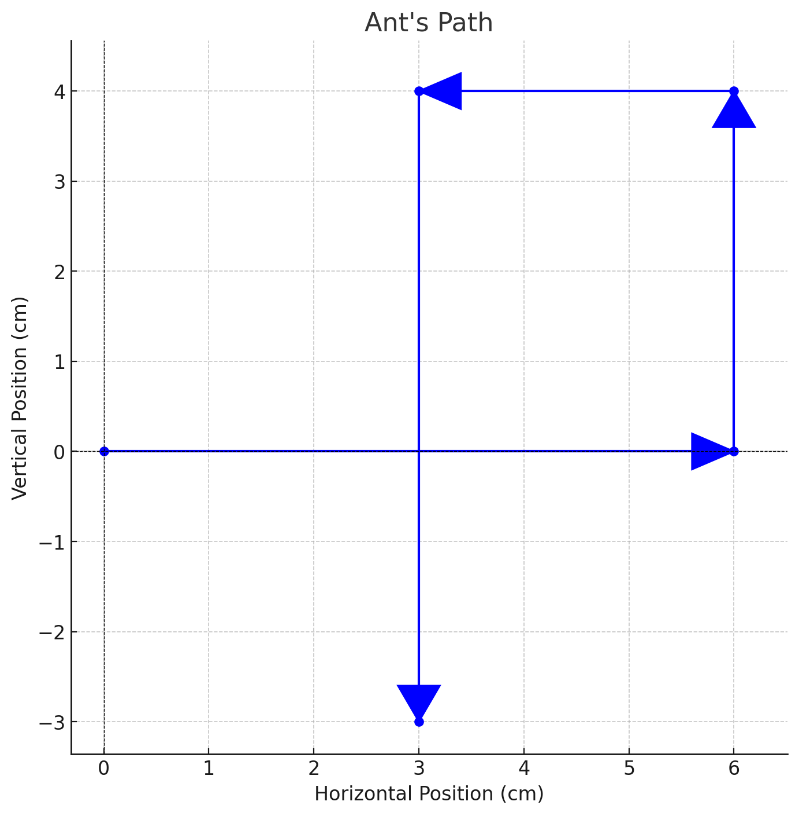 Ant's Path
Vertical Position (cm)
4
3
2
1
0
−1
−2
−3
0 1 2 3 4 5 6
Horizontal Position (cm)